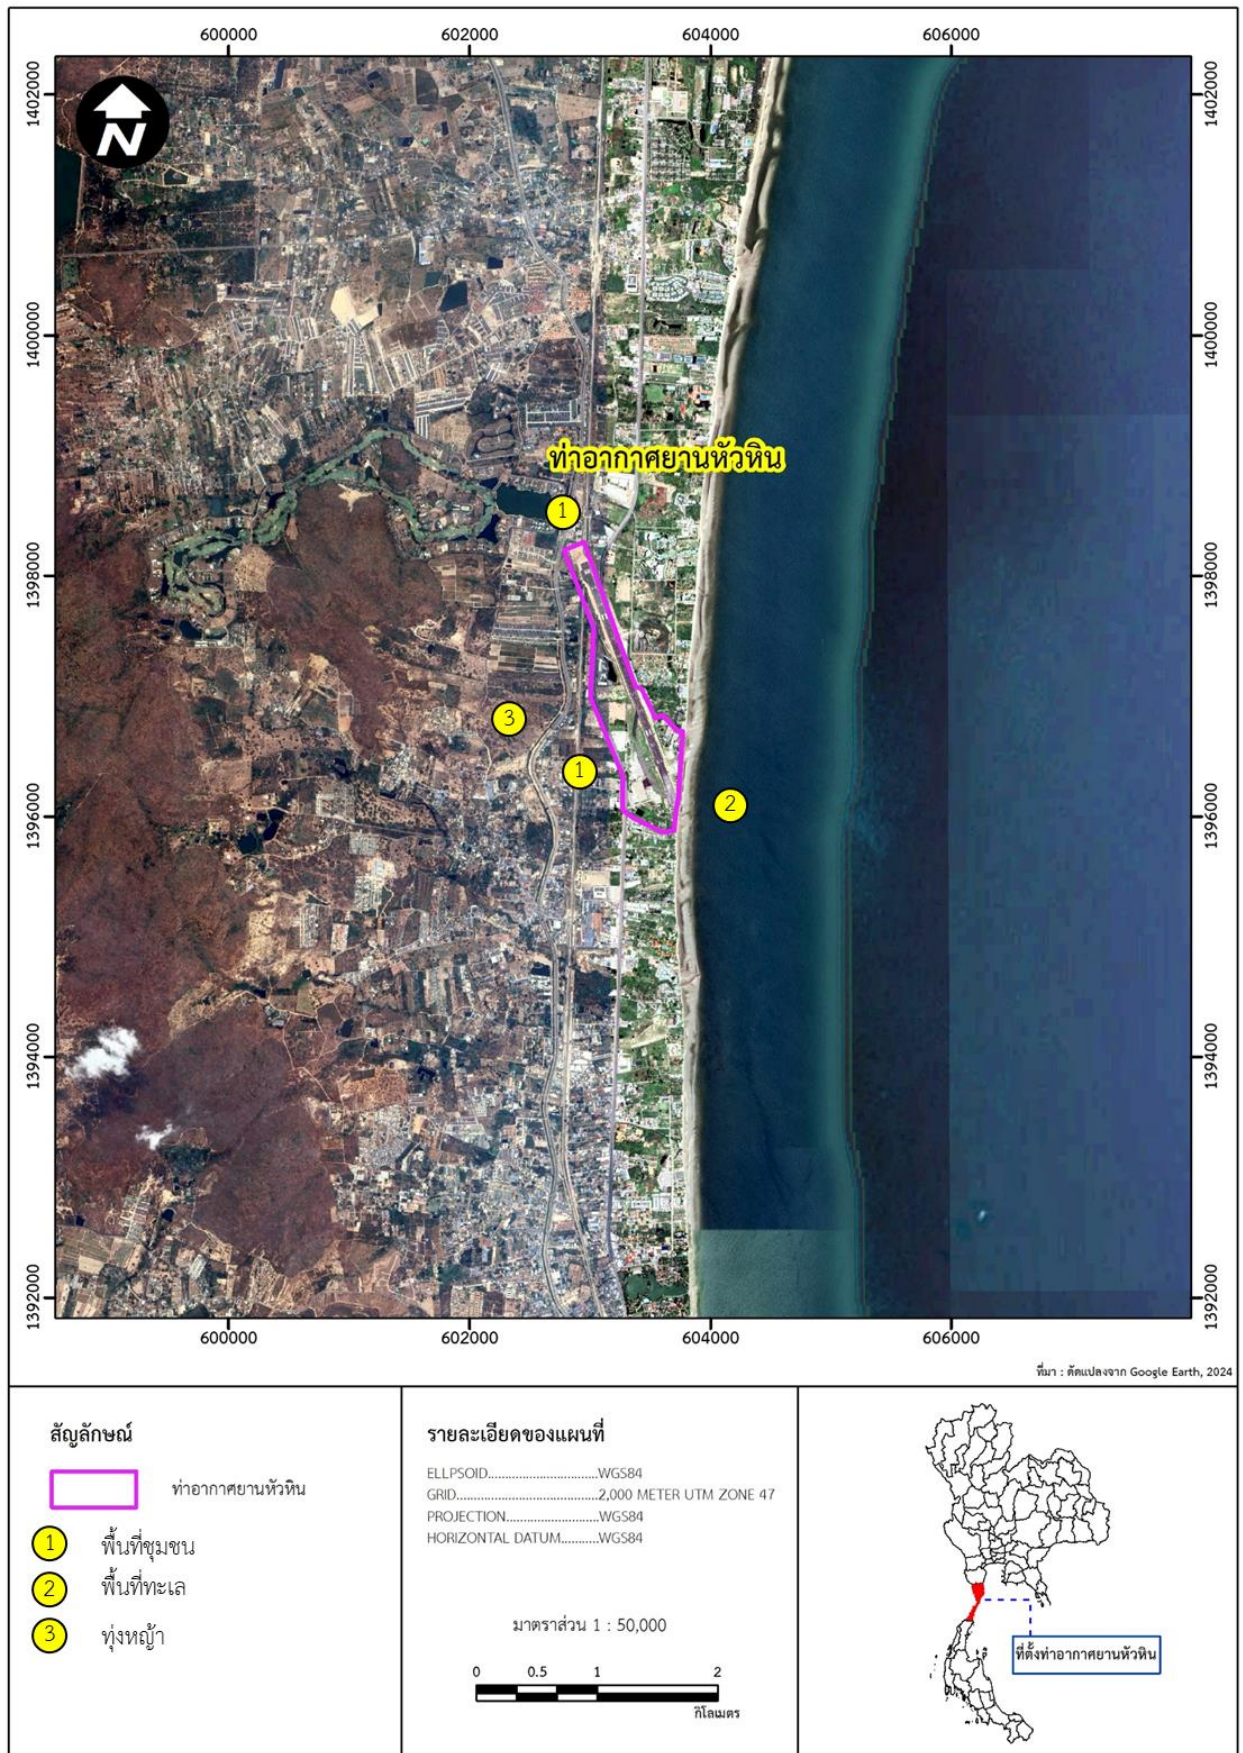 600000 602000 604000 606000
1402000 1402000
N
1400000 1400000
ท่าอากาศยานหัวหิน
1
1398000 1398000
3
1
2
1396000 1396000
1394000 1394000
1392000 1392000
600000 602000 604000 606000
ที่มา : ดัดแปลงจาก Google Earth, 2024
สัญลักษณ์
ท่าอากาศยานหัวหิน
1 พื้นที่ชุมชน
2 พื้นที่ทะเล
3 ทุ่งหญ้า
รายละเอียดของแผนที่
ELLPSOID..........................WGS84
GRID.................................2,000 METER UTM ZONE 47
PROJECTION......................WGS84
HORIZONTAL DATUM.........WGS84
มาตราส่วน 1 : 50,000
0 0.5 1 2
กิโลเมตร
ที่ตั้งท่าอากาศยานหัวหิน